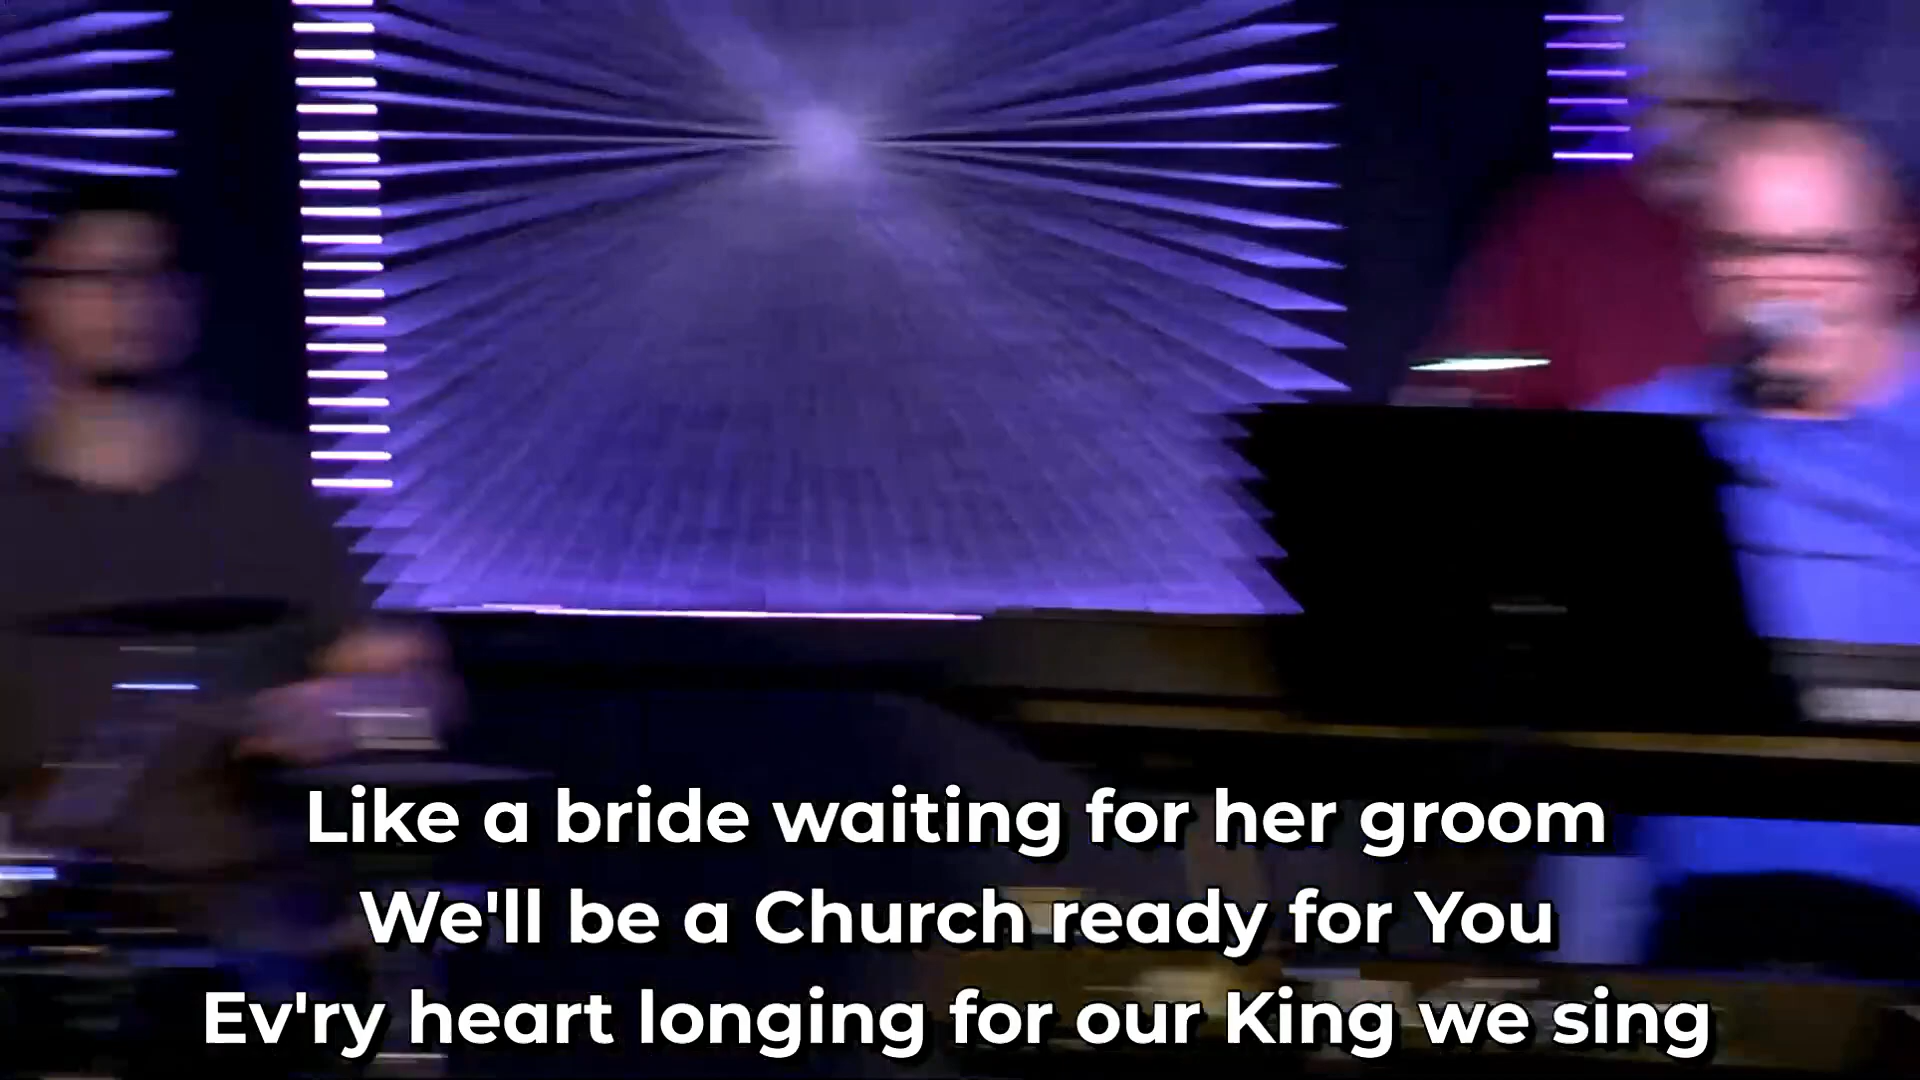 Like a bride waiting for her groom
We'll be a Church ready for You
Ev'ry heart longing for our King we sing